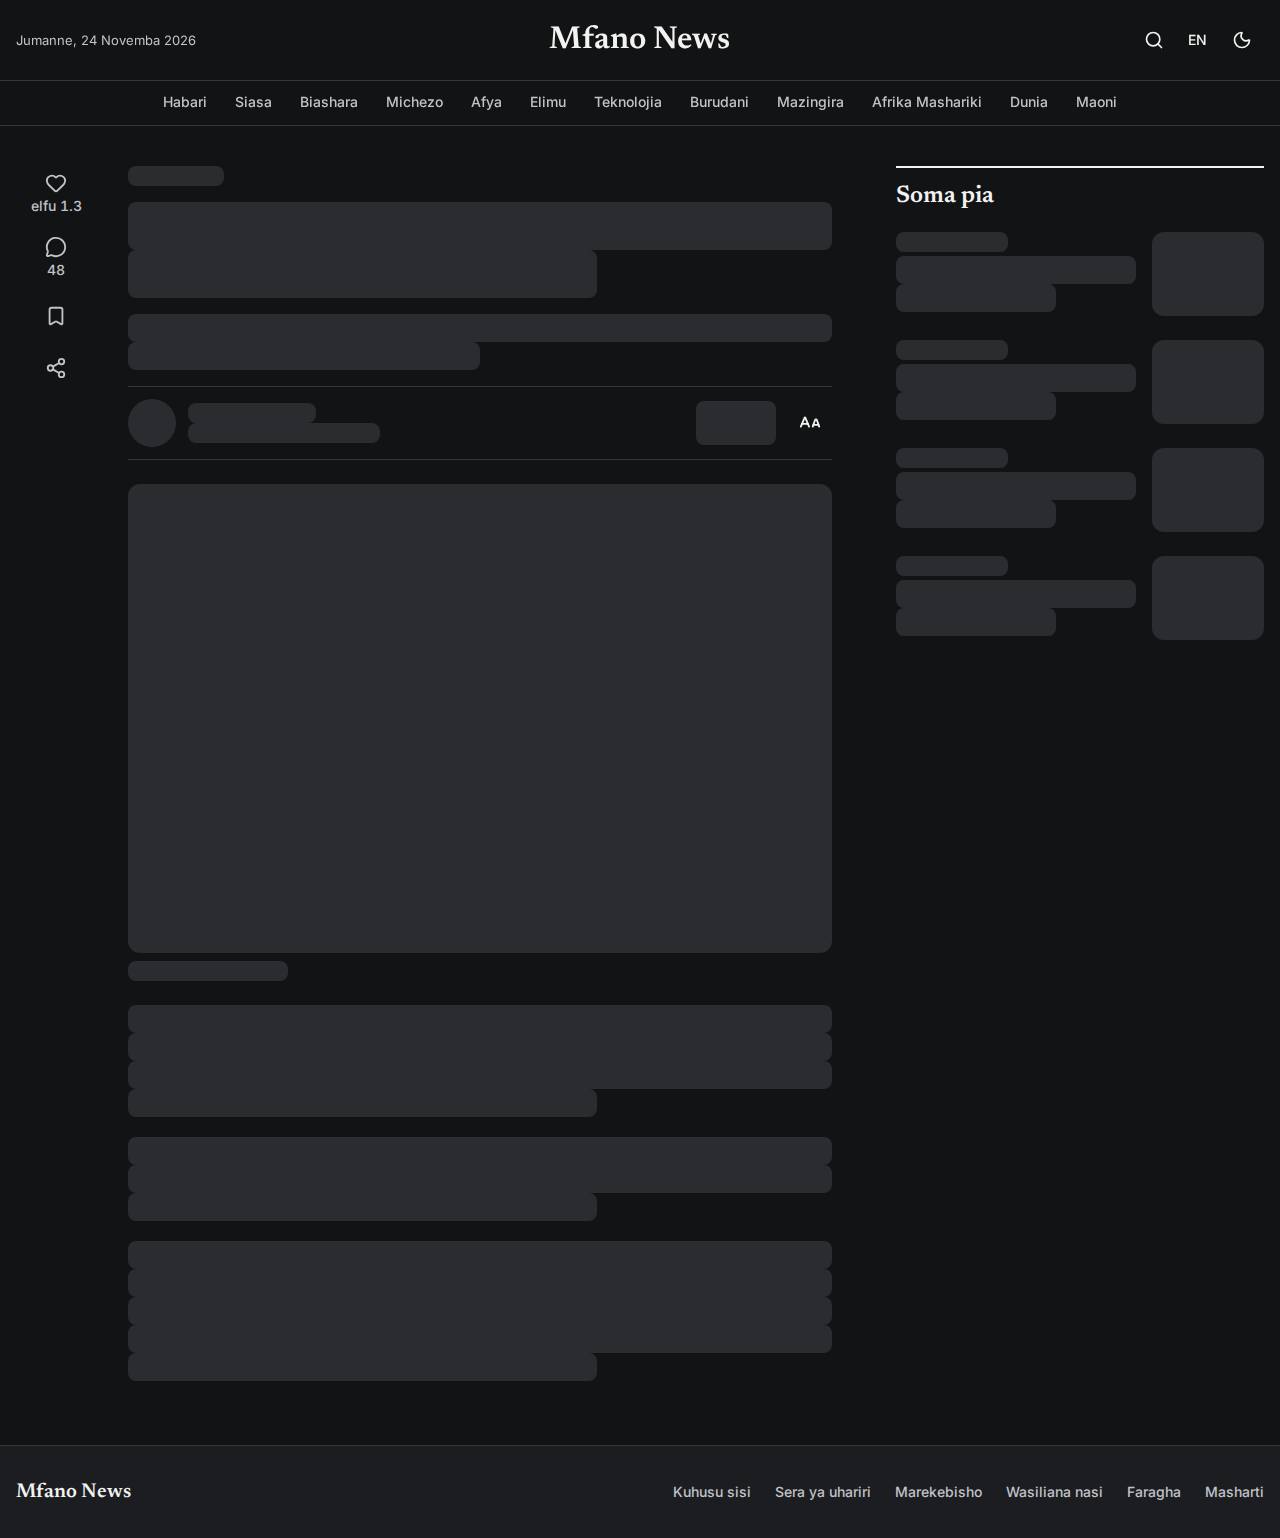 Jumanne, 24 Novemba 2026
Mfano News
EN
Habari Siasa Biashara Michezo Afya Elimu Teknolojia Burudani Mazingira Afrika Mashariki Dunia Maoni
elfu 1.3
48
AA
Soma pia
Mfano News
Kuhusu sisi Sera ya uhariri Marekebisho Wasiliana nasi Faragha Masharti